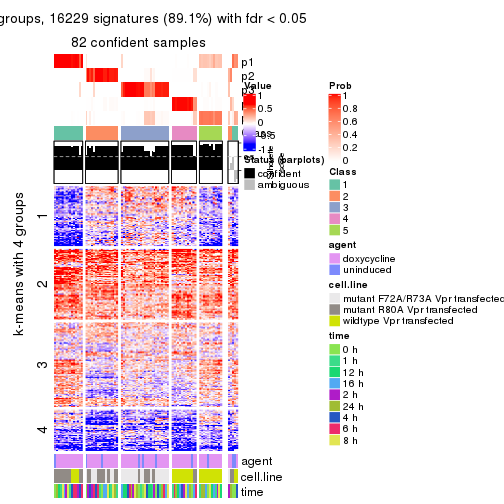 groups, 16229 signatures (89.1%) with fdr < 0.05
82 confident samples
p1
p2
p3
Value
1
0.5
0
-0.5
-1
Status (barplots)
confident
ambiguous
Prob
1
0.8
0.6
0.4
0.2
0
Class
1
2
3
4
5
agent
doxycycline
uninduced
cell.line
mutant F72A/R73A Vpr transfected
mutant R80A Vpr transfected
wildtype Vpr transfected
time
0 h
1 h
12 h
16 h
2 h
24 h
4 h
6 h
8 h
k-means with 4 groups
1
2
3
4
agent
cell.line
time